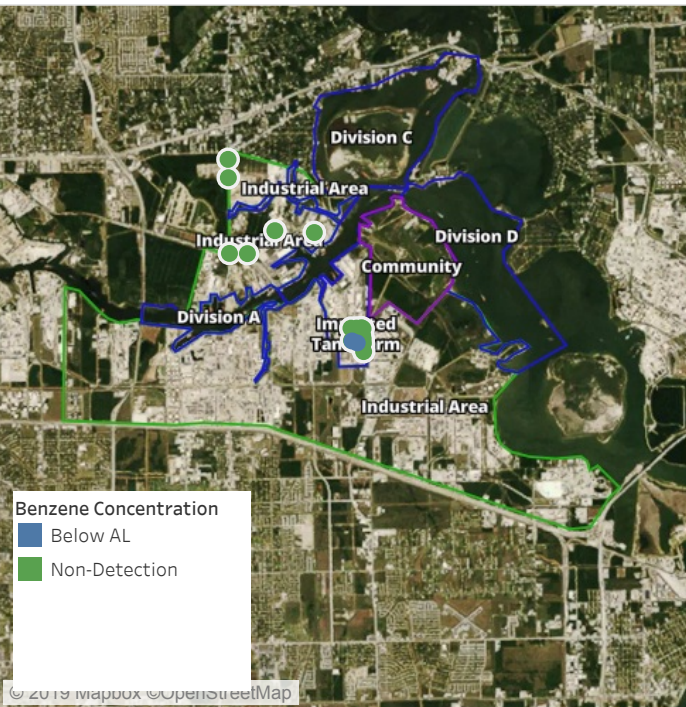 Division C
Industrial Area
Industrial Area
Division D
Community
Division A
Industrial Area
Benzene Concentration
Below AL
Non-Detection
© 2019 Mapbox ©OpenStreetMap